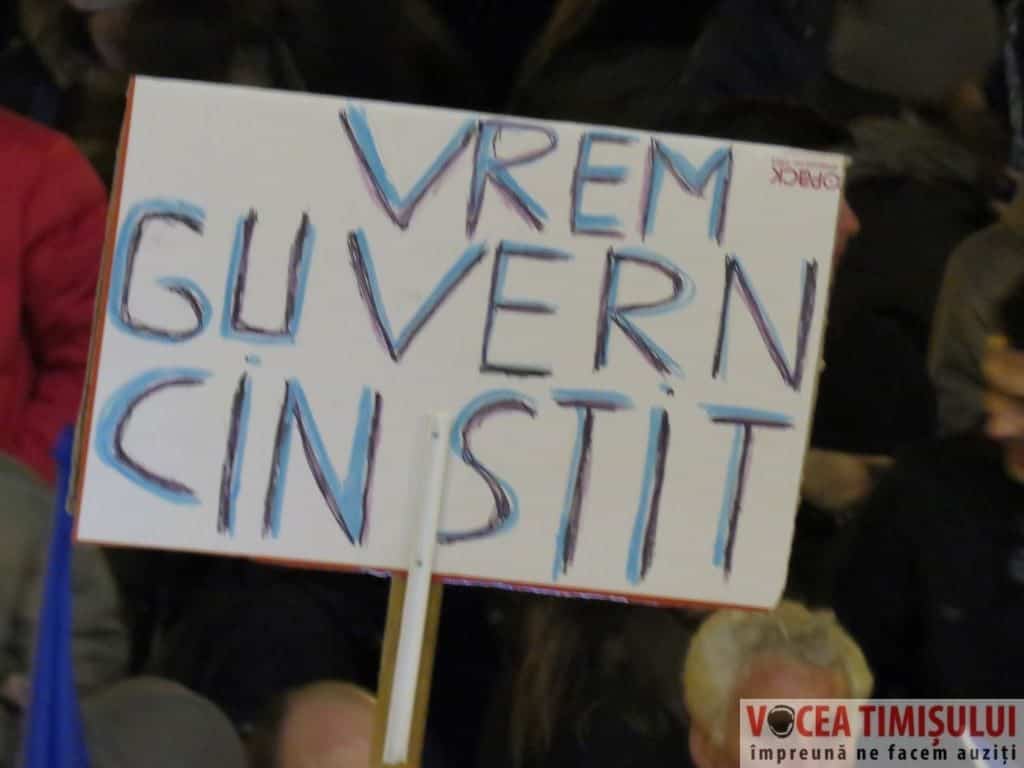 VREM
GUVERN
CINSTIT
VOCEA TIMIȘULUI
împreună ne facem auziți